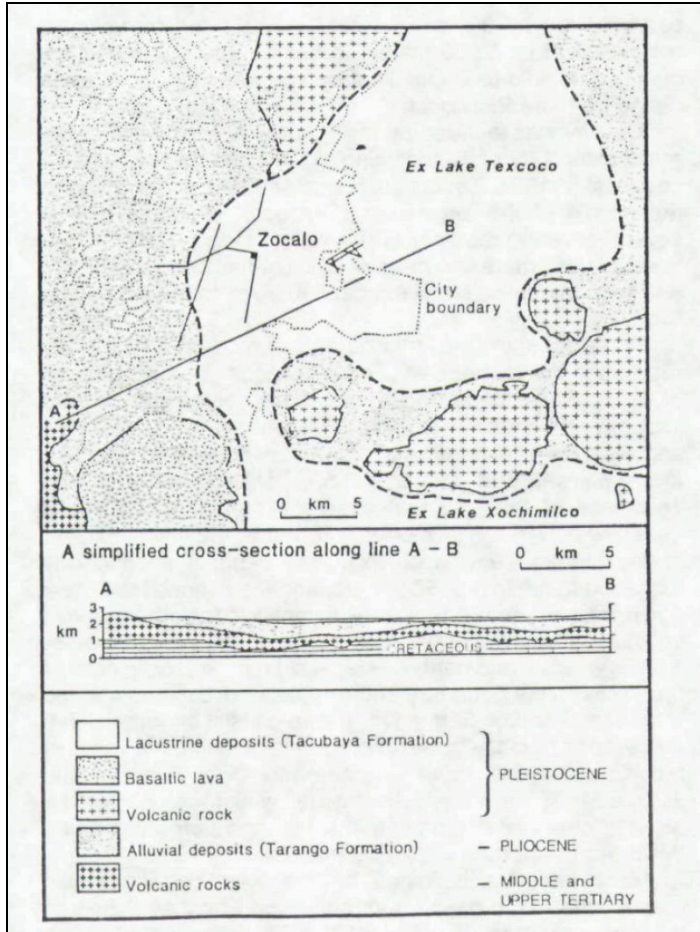 Ex Lake Texcoco
B
Zocalo
City
boundary
A
0 km 5
Ex Lake Xochimilco
A simplified cross-section along line A - B
0 km 5
A
B
3
2
km
1
0
CRETACEOUS
Lacustrine deposits (Tacubaya Formation)
Basaltic lava
PLEISTOCENE
Volcanic rock
Alluvial deposits (Tarango Formation)
- PLIOCENE
Volcanic rocks
- MIDDLE and
UPPER TERTIARY